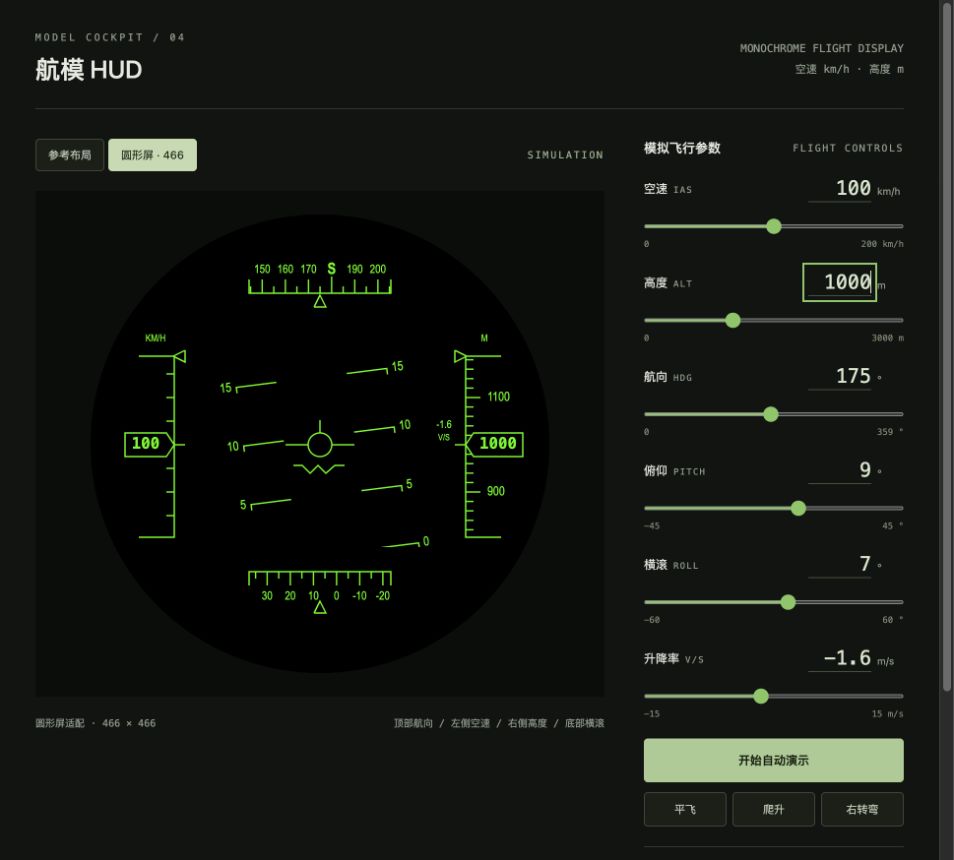 MODEL COCKPIT / 04
航模 HUD
MONOCHROME FLIGHT DISPLAY
空速 km/h · 高度 m
参考布局
圆形屏 · 466
SIMULATION
150 160 170 S 190 200
KM/H
100
M
1100
1000
900
-1.6
V/S
15 15
10 10
5 5
0
30 20 10 0 -10 -20
圆形屏适配 · 466 × 466
顶部航向 / 左侧空速 / 右侧高度 / 底部横滚
模拟飞行参数
FLIGHT CONTROLS
空速 IAS 100 km/h
0 200 km/h
高度 ALT 1000 m
0 3000 m
航向 HDG 175 °
0 359 °
俯仰 PITCH 9 °
−45 45 °
横滚 ROLL 7 °
−60 60 °
升降率 V/S −1.6 m/s
−15 15 m/s
开始自动演示
平飞
爬升
右转弯